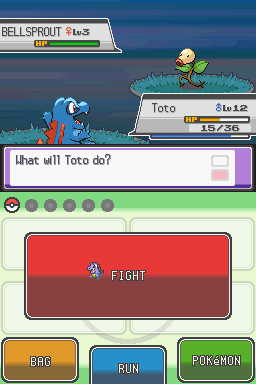 BELLSPROUT ♀Lv3
HP
Toto ♂Lv12
HP
15/36
What will Toto do?
FIGHT
BAG
RUN
POKéMON